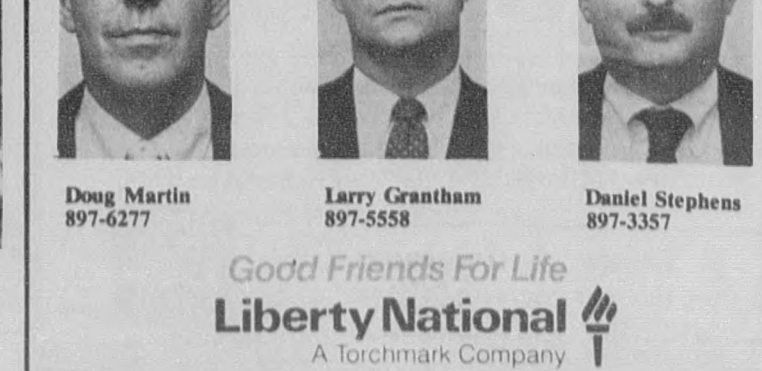 Doug Martin
897-6277
Larry Grantham
897-5558
Daniel Stephens
897-3357
Good Friends For Life
Liberty National
A Torchmark Company